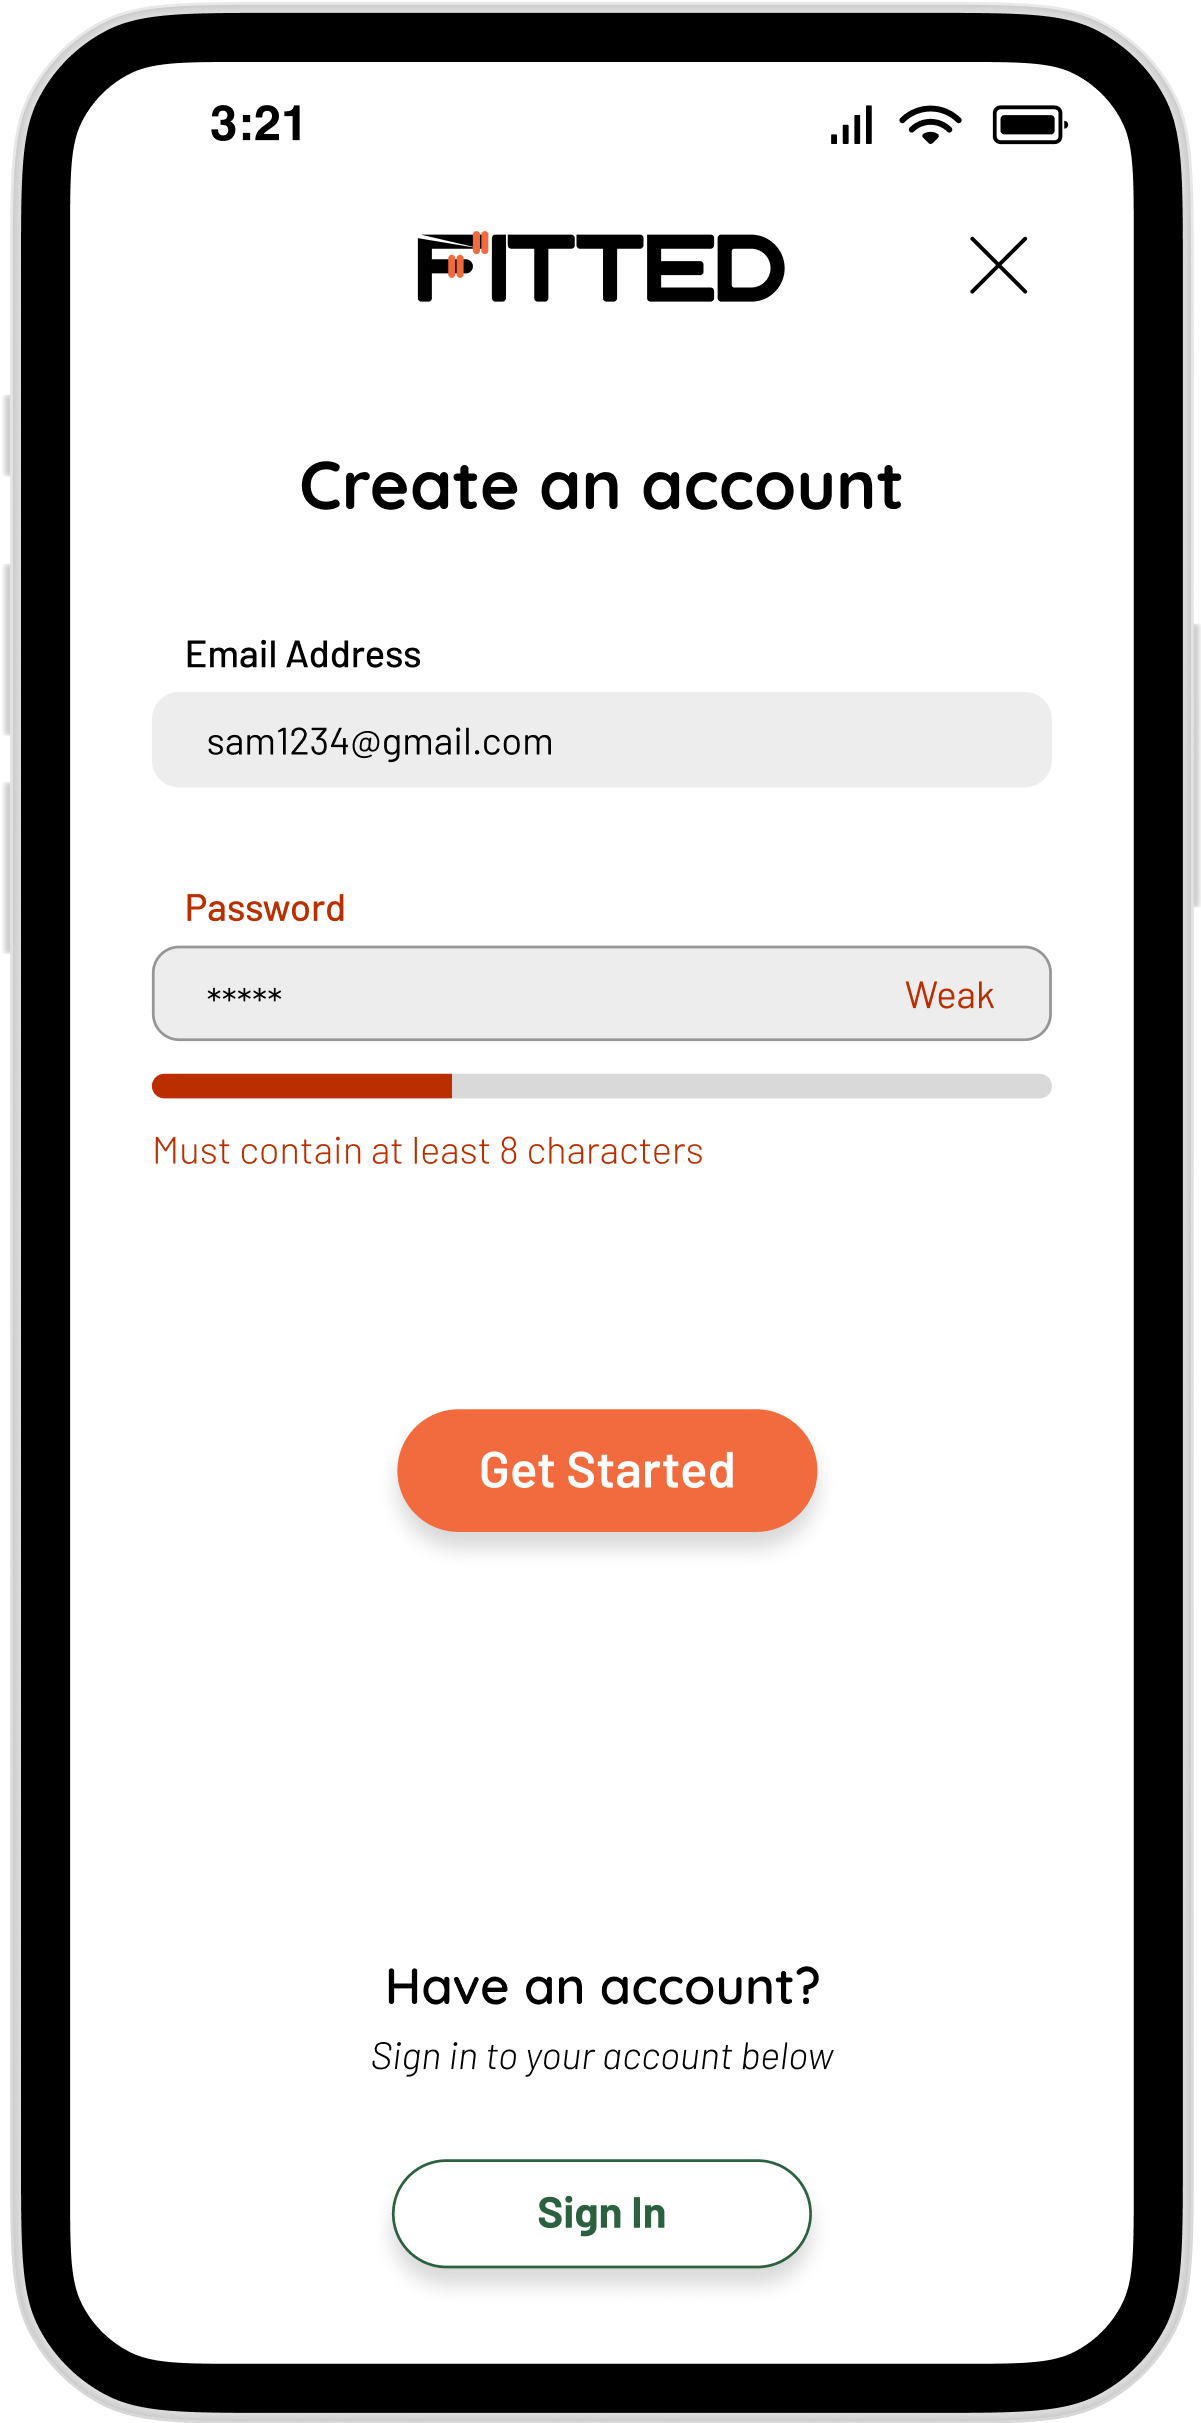 3:21
FITTED
Create an account
Email Address
sam1234@gmail.com
Password
*****
Weak
Must contain at least 8 characters
Get Started
Have an account?
Sign in to your account below
Sign In